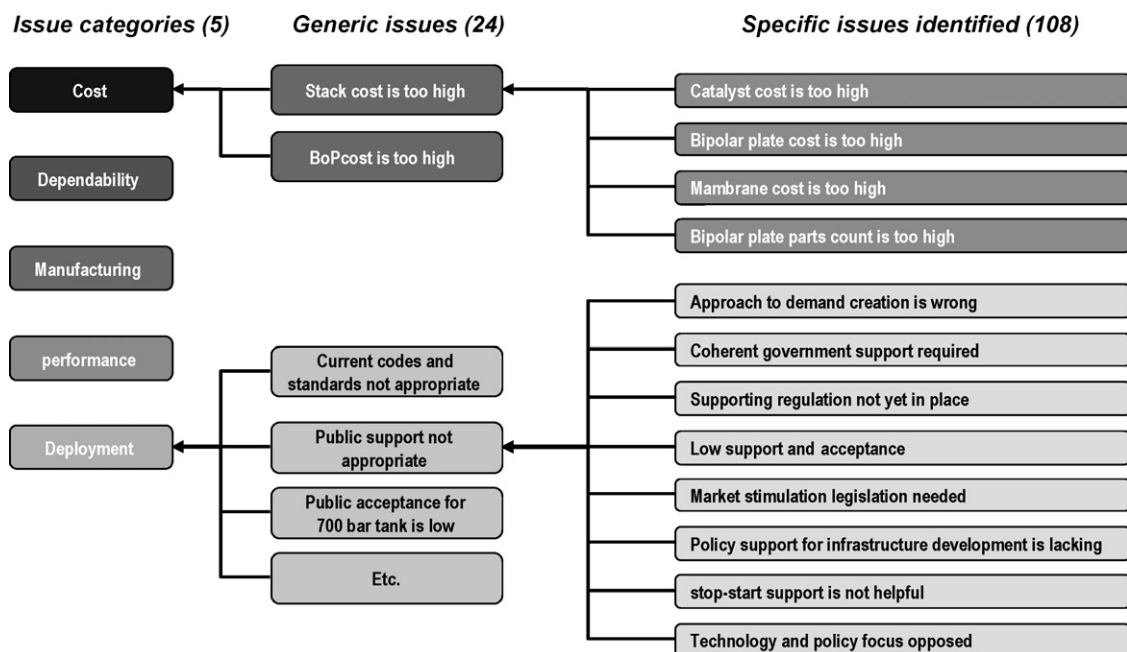 Issue categories (5)
Generic issues (24)
Specific issues identified (108)
Cost
Dependability
Manufacturing
performance
Deployment
Stack cost is too high
BoPcost is too high
Current codes and
standards not appropriate
Public support not
appropriate
Public acceptance for
700 bar tank is low
Etc.
Catalyst cost is too high
Bipolar plate cost is too high
Mambrane cost is too high
Bipolar plate parts count is too high
Approach to demand creation is wrong
Coherent government support required
Supporting regulation not yet in place
Low support and acceptance
Market stimulation legislation needed
Policy support for infrastructure development is lacking
stop-start support is not helpful
Technology and policy focus opposed